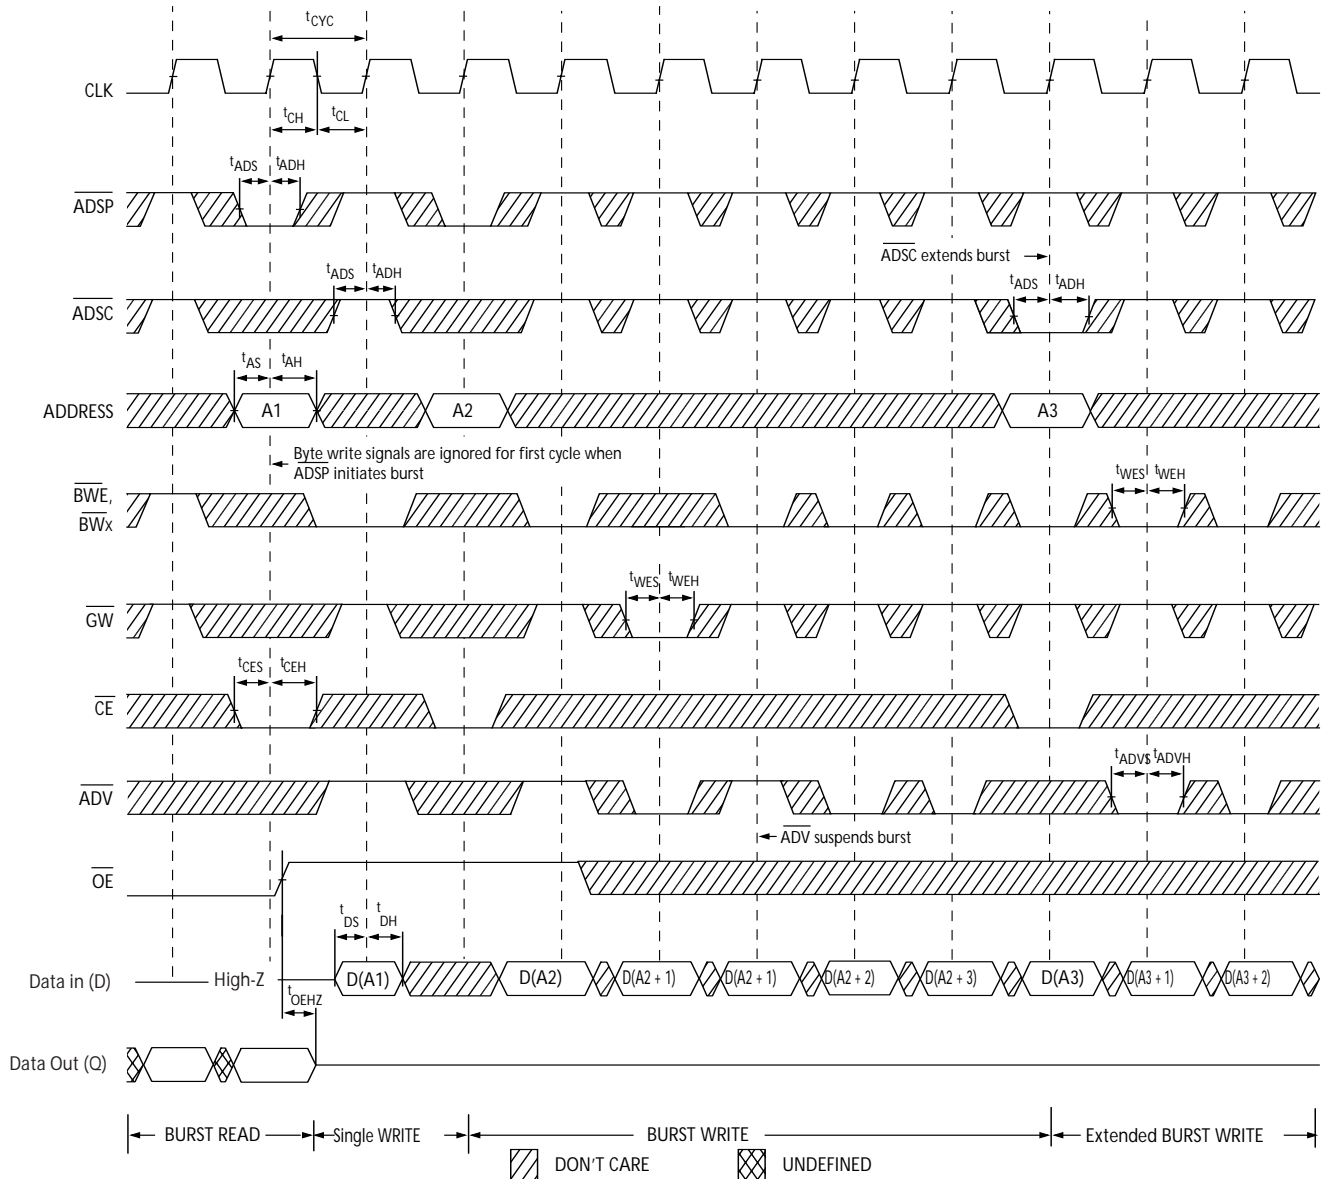 tCYC
CLK
tCH
tCL
tADS
tADH
ADSP
ADSC extends burst
tADS
tADH
tADS
tADH
ADSC
tAS
tAH
ADDRESS
A1
A2
A3
Byte write signals are ignored for first cycle when
ADSP initiates burst
tWES
tWEH
BWE,
BWx
tWES
tWEH
GW
tCES
tCEH
CE
tADVS
tADVH
ADV
ADV suspends burst
OE
tDS
tDH
Data in (D)
High-Z
D(A1)
D(A2)
D(A2 + 1)
D(A2 + 1)
D(A2 + 2)
D(A2 + 3)
D(A3)
D(A3 + 1)
D(A3 + 2)
tOEHZ
Data Out (Q)
BURST READ
Single WRITE
BURST WRITE
Extended BURST WRITE
DON'T CARE
UNDEFINED